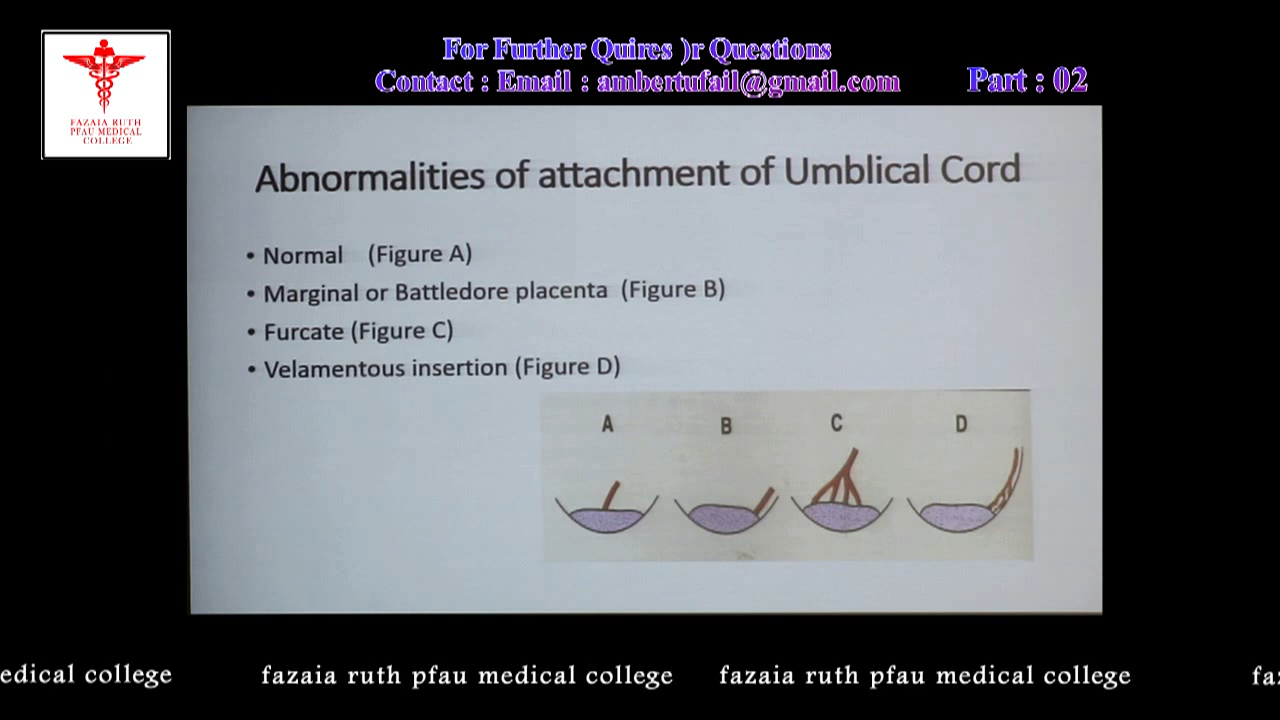 For Further Quires )r Questions
Contact : Email : ambertufail@gmail.com
Part : 02
FAZAIA RUTH
PFAU MEDICAL
COLLEGE
Abnormalities of attachment of Umblical Cord
• Normal (Figure A)
• Marginal or Battledore placenta (Figure B)
• Furcate (Figure C)
• Velamentous insertion (Figure D)
A B C D
edical college fazaia ruth pfau medical college fazaia ruth pfau medical college faz